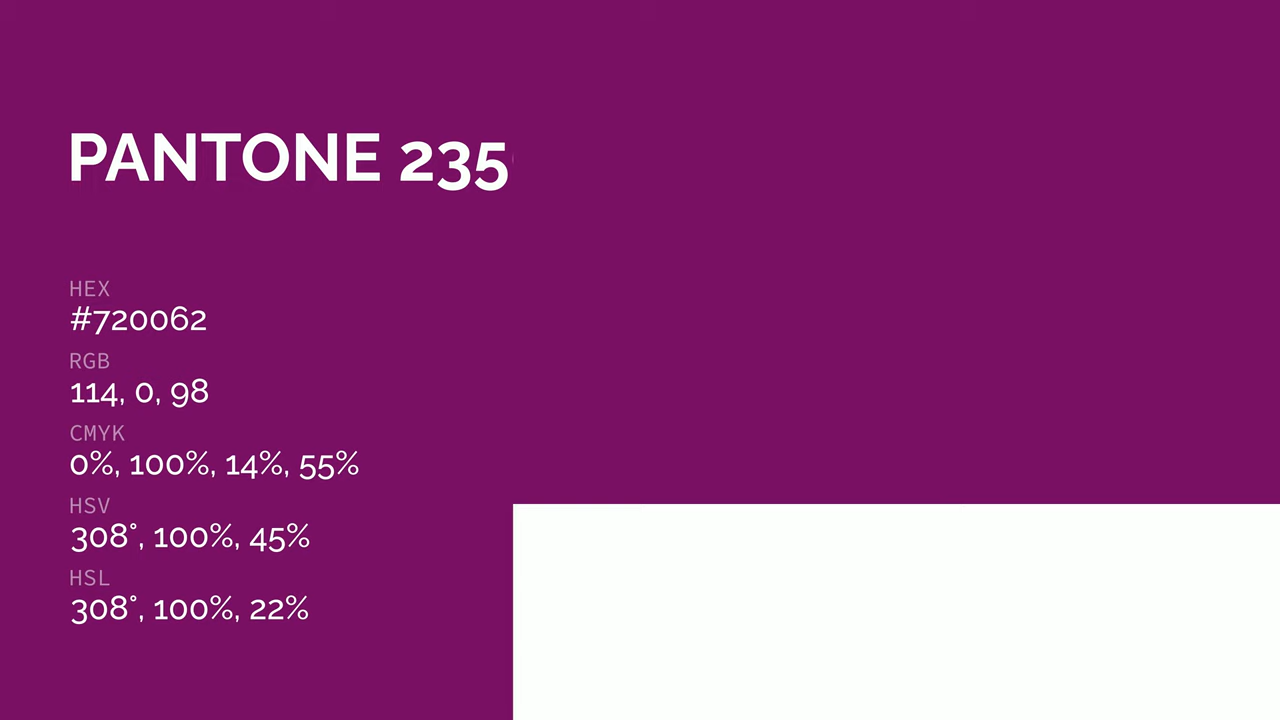 PANTONE 235
HEX
#720062
RGB
114, 0, 98
CMYK
0%, 100%, 14%, 55%
HSV
308°, 100%, 45%
HSL
308°, 100%, 22%